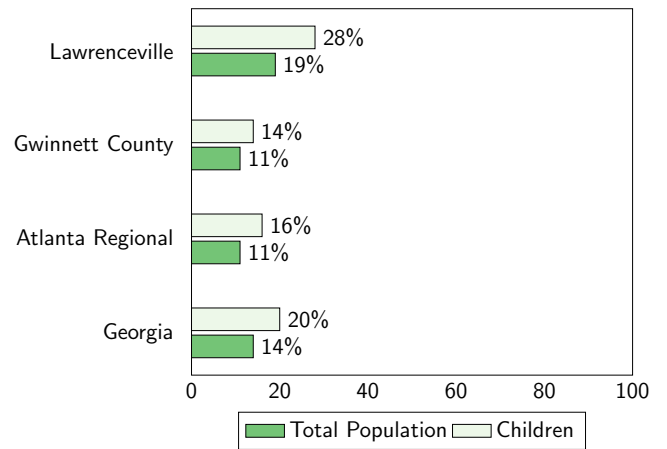 Lawrenceville
28%
19%
Gwinnett County
14%
11%
Atlanta Regional
16%
11%
Georgia
20%
14%
0 20 40 60 80 100
Total Population Children